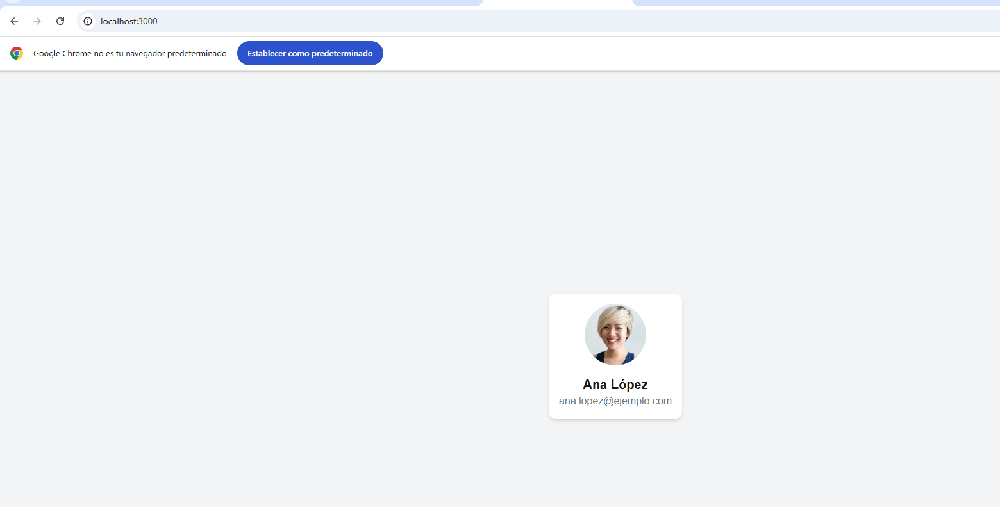 localhost:3000
Google Chrome no es tu navegador predeterminado
Establecer como predeterminado
Ana López
ana.lopez@ejemplo.com